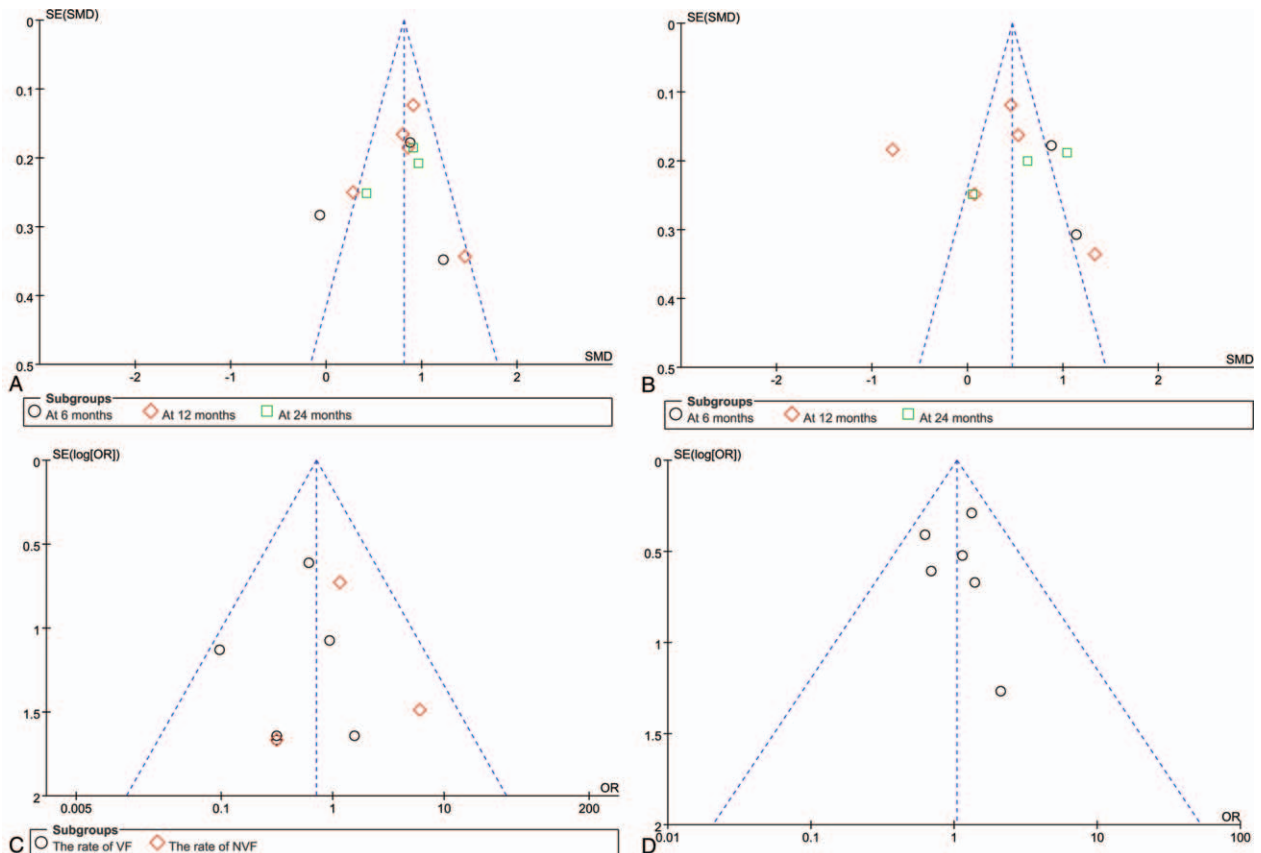 SE(SMD)
0
0.1
0.2
0.3
0.4
0.5
-2
-1
0
1
2
SMD
A
Subgroups
At 6 months
At 12 months
At 24 months
SE(SMD)
0
0.1
0.2
0.3
0.4
0.5
-2
-1
0
1
2
SMD
B
Subgroups
At 6 months
At 12 months
At 24 months
SE(log[OR])
0
0.5
1
1.5
2
0.005
0.1
1
10
200
OR
C
Subgroups
The rate of VF
The rate of NVF
SE(log[OR])
0
0.5
1
1.5
2
0.01
0.1
1
10
100
OR
D